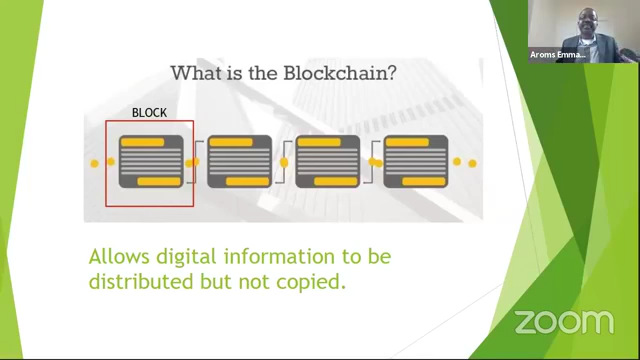 What is the Blockchain?
BLOCK
Allows digital information to be
distributed but not copied.
Aroms Emma...
zoom